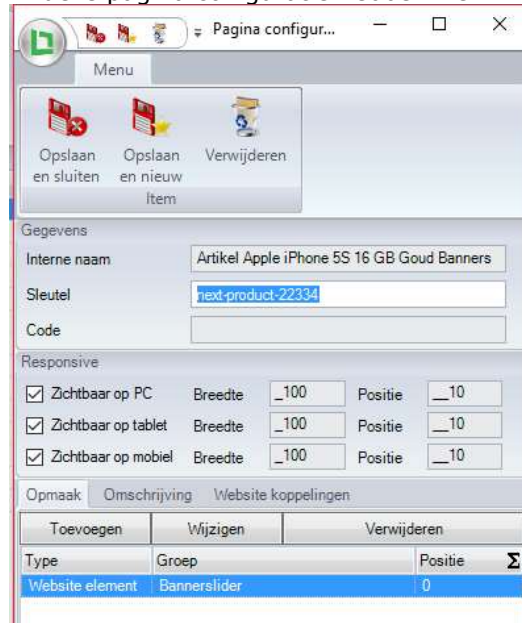 Pagina configur...
Menu
Opslaan en sluiten
Opslaan en nieuw
Verwijderen
Item
Gegevens
Interne naam Artikel Apple iPhone 5S 16 GB Goud Banners
Sleutel next-product-22334
Code
Responsive
Zichtbaar op PC Breedte _100 Positie __10
Zichtbaar op tablet Breedte _100 Positie __10
Zichtbaar op mobiel Breedte _100 Positie __10
Opmaak Omschrijving Website koppelingen
Toevoegen Wijzigen Verwijderen
Type Groep Positie Σ
Website element Bannerslider 0